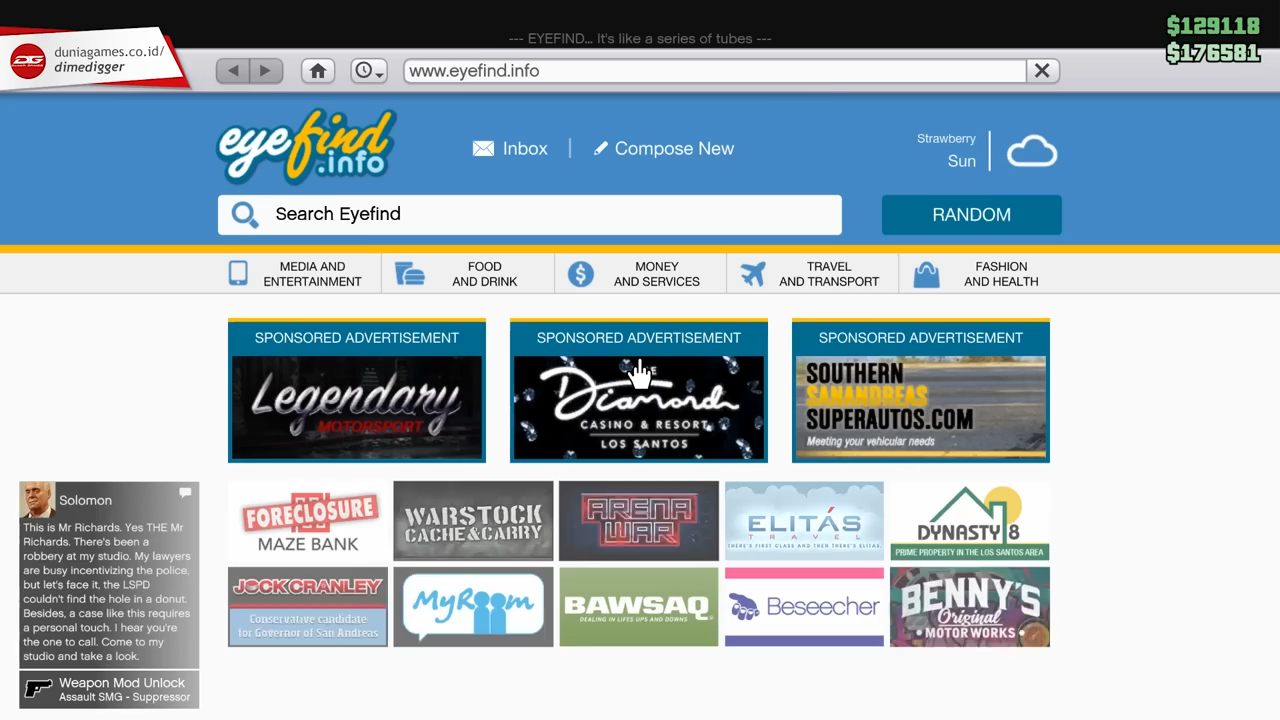 --- EYEFIND... It's like a series of tubes ---
$129118
$176581
duniagames.co.id/
dimedigger
www.eyefind.info
eyefind
.info
Inbox
Compose New
Strawberry
Sun
Search Eyefind
RANDOM
MEDIA AND
ENTERTAINMENT
FOOD
AND DRINK
MONEY
AND SERVICES
TRAVEL
AND TRANSPORT
FASHION
AND HEALTH
SPONSORED ADVERTISEMENT
Legendary
MOTORSPORT
SPONSORED ADVERTISEMENT
Diamond
CASINO & RESORT
LOS SANTOS
SPONSORED ADVERTISEMENT
SOUTHERN
SANANDREAS
SUPERAUTOS.COM
Meeting your vehicular needs
FORECLOSURE
MAZE BANK
WARSTOCK
CACHE&CARRY
ARENA
WAR
ELITÁS
TRAVEL
THERE'S FIRST CLASS AND THEN THERE'S ELITAS.
DYNASTY 8
PRIME PROPERTY IN THE LOS SANTOS AREA
JOCK CRANLEY
Conservative candidate
for Governor of San Andreas
MyRoom
BAWSAQ
DEALING IN LIFES UPS AND DOWNS
Beseecher
BENNY'S
Original
MOTOR WORKS
Solomon
This is Mr Richards. Yes THE Mr
Richards. There's been a
robbery at my studio. My lawyers
are busy incentivizing the police,
but let's face it, the LSPD
couldn't find the hole in a donut.
Besides, a case like this requires
a personal touch. I hear you're
the one to call. Come to my
studio and take a look.
Weapon Mod Unlock
Assault SMG - Suppressor